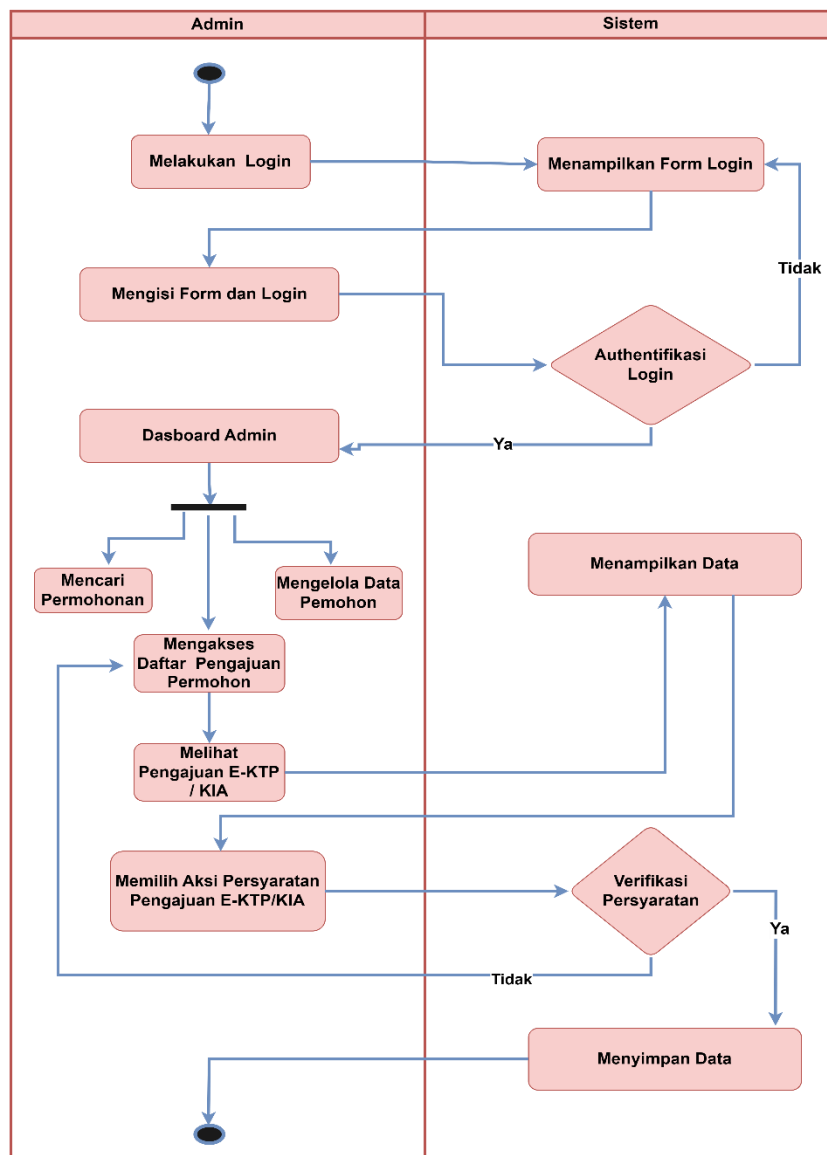 Admin
Sistem
Melakukan Login
Menampilkan Form Login
Tidak
Mengisi Form dan Login
Authentifikasi
Login
Dasboard Admin
Ya
Menampilkan Data
Mencari
Permohonan
Mengelola Data
Pemohon
Mengakses
Daftar Pengajuan
Permohon
Melihat
Pengajuan E-KTP
/ KIA
Memilih Aksi Persyaratan
Pengajuan E-KTP/KIA
Verifikasi
Persyaratan
Ya
Tidak
Menyimpan Data